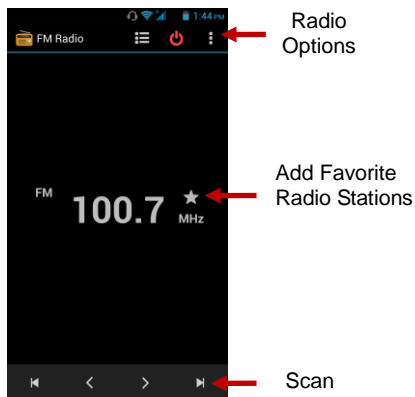 1:44 PM
FM Radio
Radio
Options
FM
100.7
MHz
Add Favorite
Radio Stations
Scan